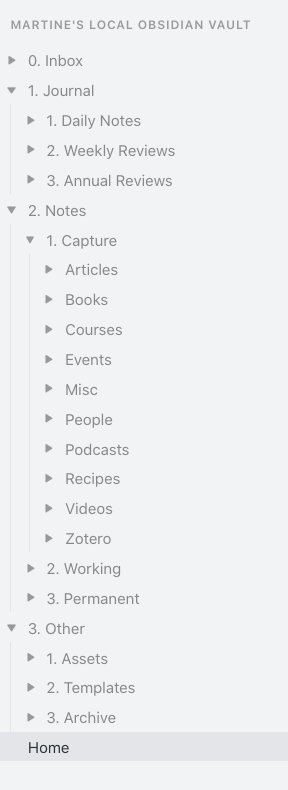 MARTINE'S LOCAL OBSIDIAN VAULT
0. Inbox
1. Journal
1. Daily Notes
2. Weekly Reviews
3. Annual Reviews
2. Notes
1. Capture
Articles
Books
Courses
Events
Misc
People
Podcasts
Recipes
Videos
Zotero
2. Working
3. Permanent
3. Other
1. Assets
2. Templates
3. Archive
Home